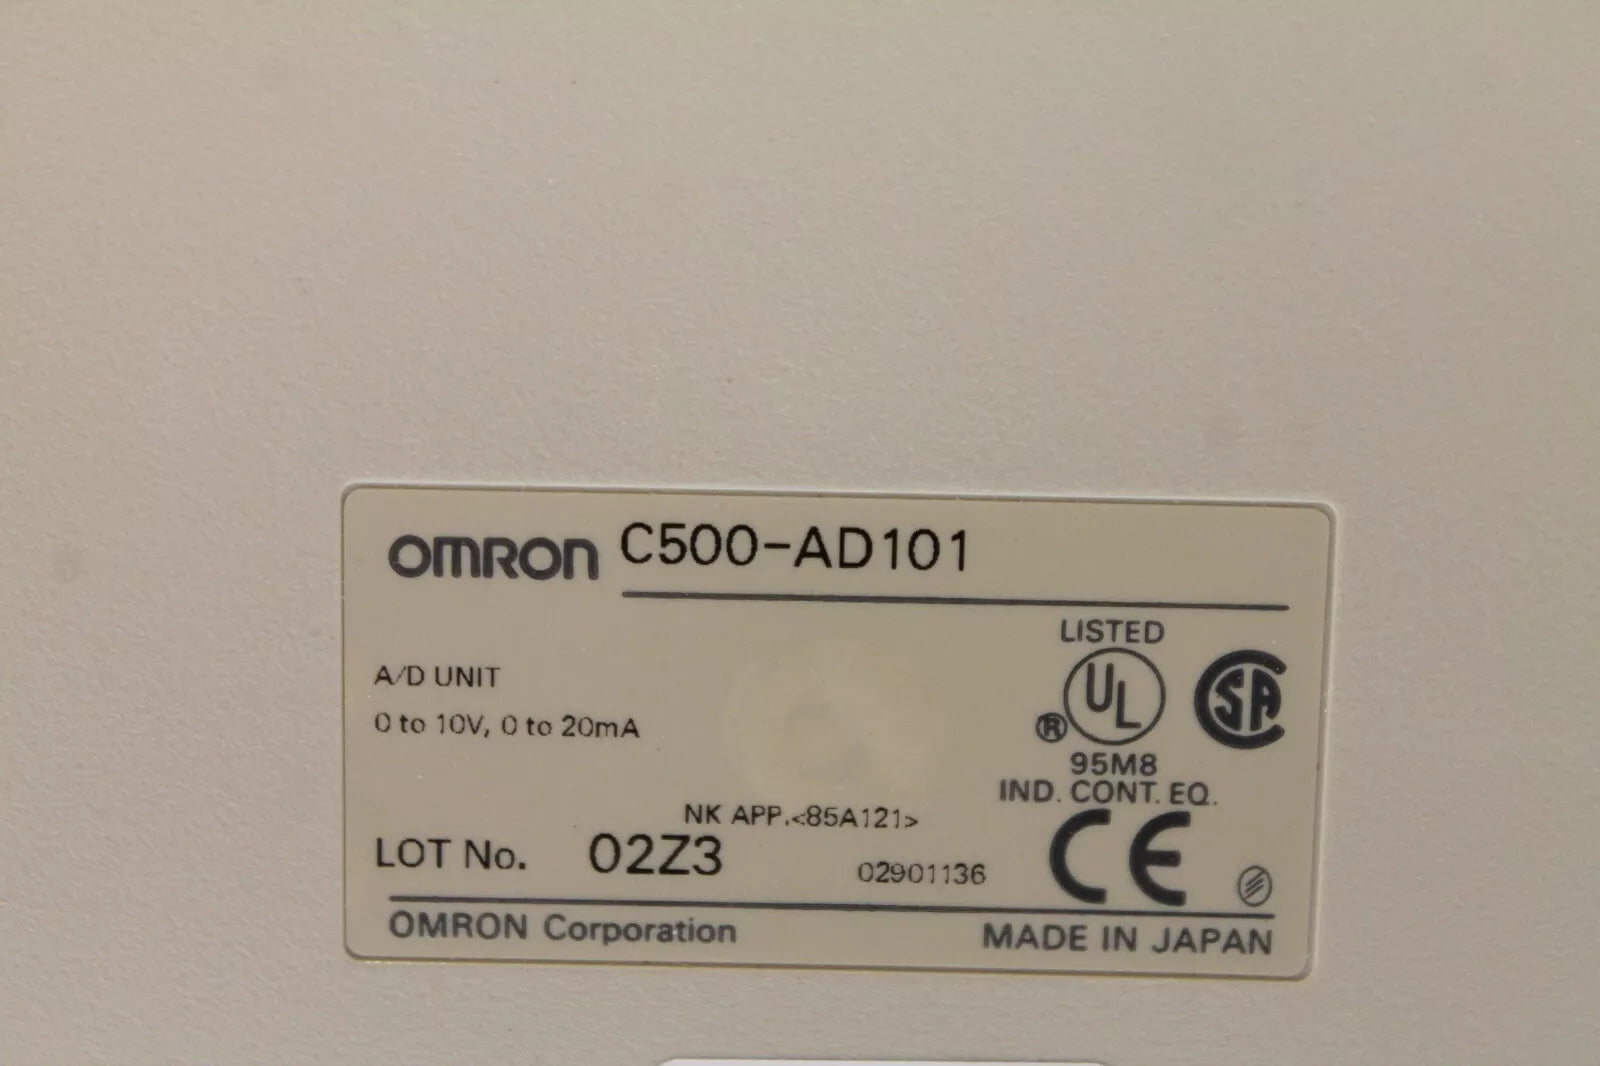 OMRON C500-AD101
LISTED
A/D UNIT
UL
SA
0 to 10V, 0 to 20mA
®
95M8
IND. CONT. EQ.
NK APP.<85A121>
LOT No. 02Z3 02901136
CE
OMRON Corporation MADE IN JAPAN